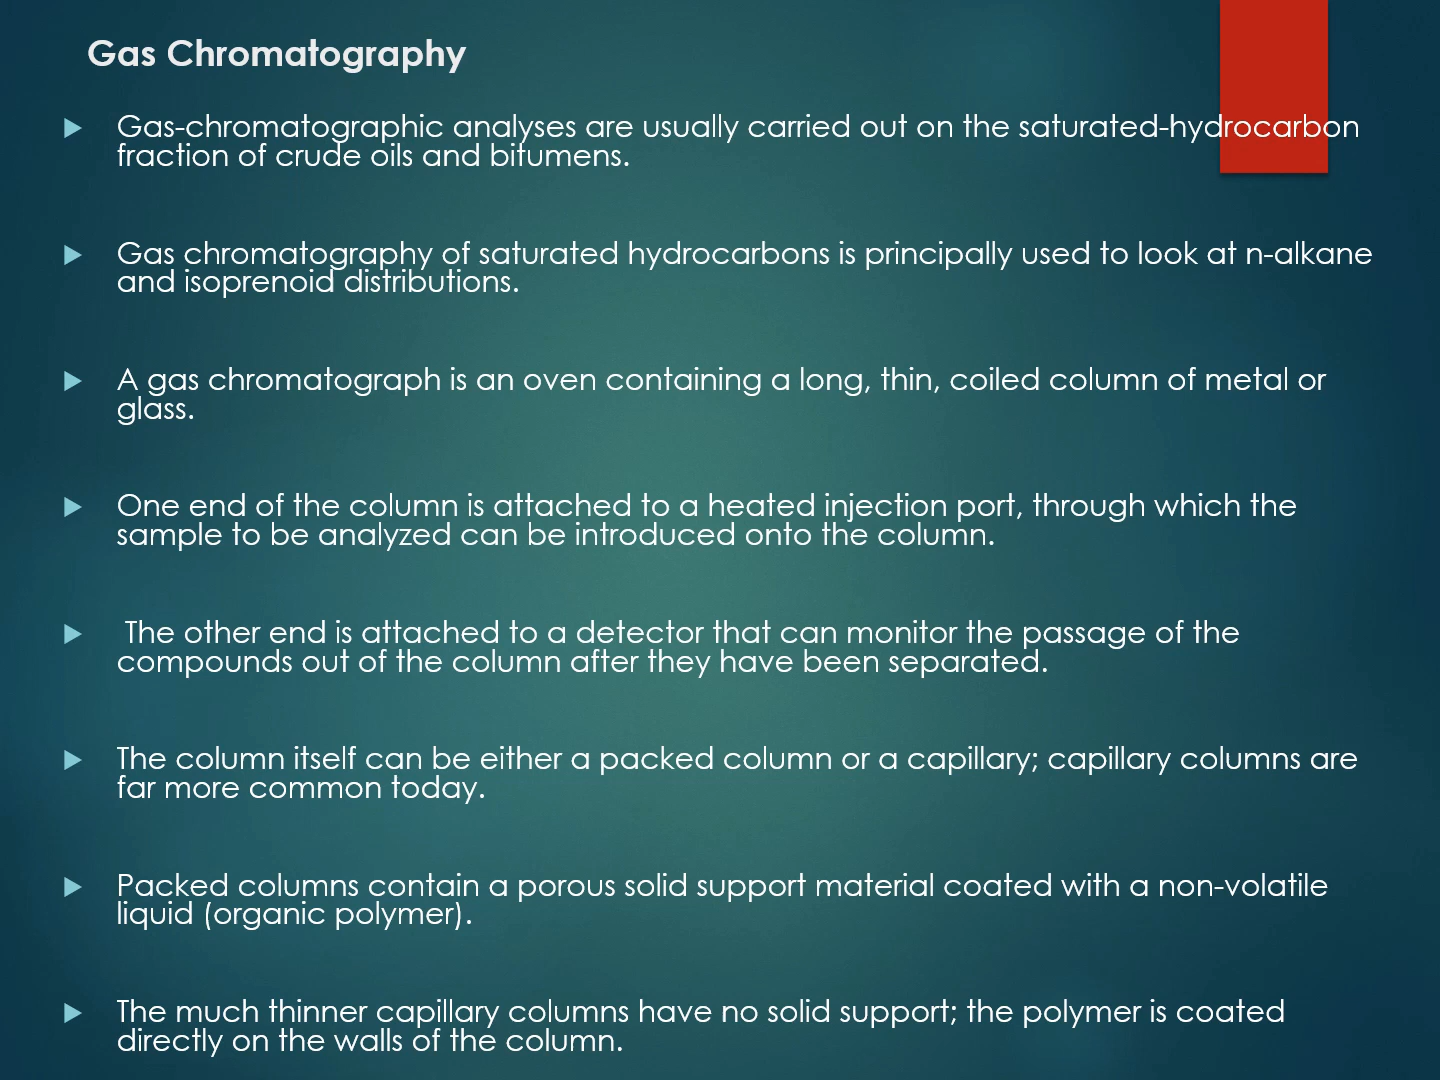 Gas Chromatography
Gas-chromatographic analyses are usually carried out on the saturated-hydrocarbon
fraction of crude oils and bitumens.
Gas chromatography of saturated hydrocarbons is principally used to look at n-alkane
and isoprenoid distributions.
A gas chromatograph is an oven containing a long, thin, coiled column of metal or
glass.
One end of the column is attached to a heated injection port, through which the
sample to be analyzed can be introduced onto the column.
The other end is attached to a detector that can monitor the passage of the
compounds out of the column after they have been separated.
The column itself can be either a packed column or a capillary; capillary columns are
far more common today.
Packed columns contain a porous solid support material coated with a non-volatile
liquid (organic polymer).
The much thinner capillary columns have no solid support; the polymer is coated
directly on the walls of the column.